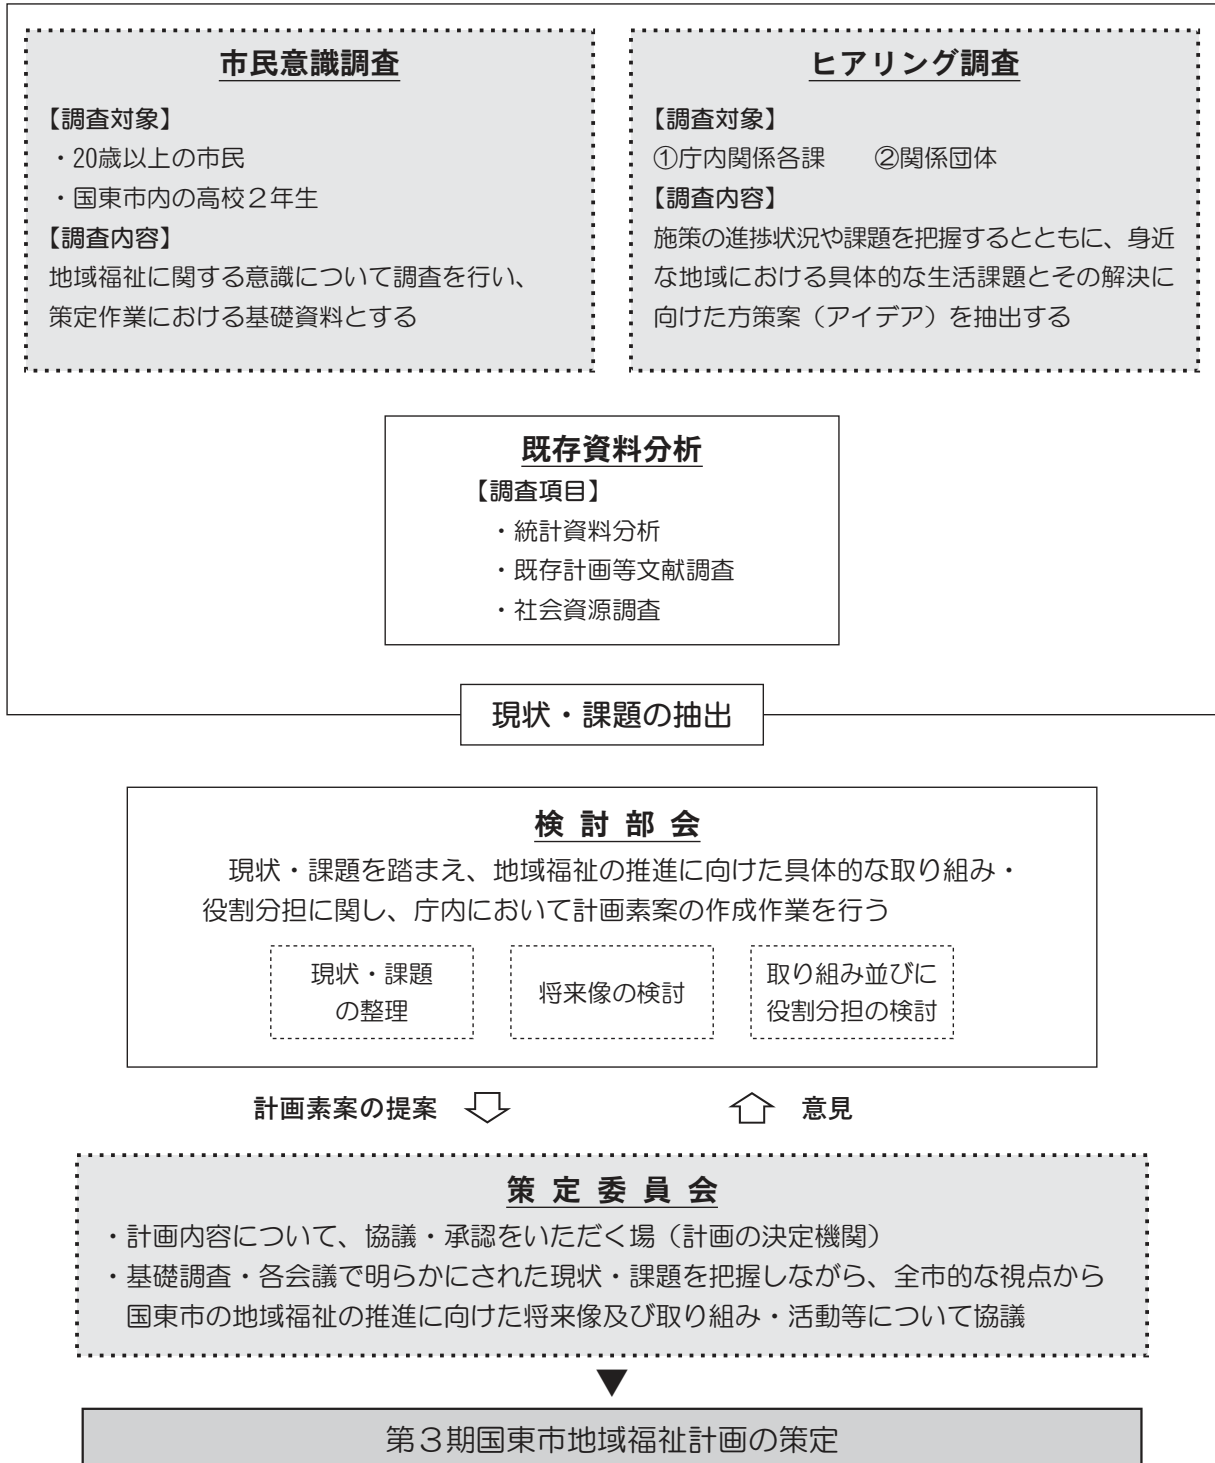 市民意識調査
【調査対象】
・20歳以上の市民
・国東市内の高校２年生
【調査内容】
地域福祉に関する意識について調査を行い、
策定作業における基礎資料とする
ヒアリング調査
【調査対象】
①庁内関係各課　　②関係団体
【調査内容】
施策の進捗状況や課題を把握するとともに、身近
な地域における具体的な生活課題とその解決に
向けた方策案（アイデア）を抽出する
既存資料分析
【調査項目】
・統計資料分析
・既存計画等文献調査
・社会資源調査
現状・課題の抽出
検 討 部 会
現状・課題を踏まえ、地域福祉の推進に向けた具体的な取り組み・
役割分担に関し、庁内において計画素案の作成作業を行う
現状・課題
の整理
将来像の検討
取り組み並びに
役割分担の検討
計画素案の提案
意見
策 定 委 員 会
・計画内容について、協議・承認をいただく場（計画の決定機関）
・基礎調査・各会議で明らかにされた現状・課題を把握しながら、全市的な視点から
国東市の地域福祉の推進に向けた将来像及び取り組み・活動等について協議
第３期国東市地域福祉計画の策定